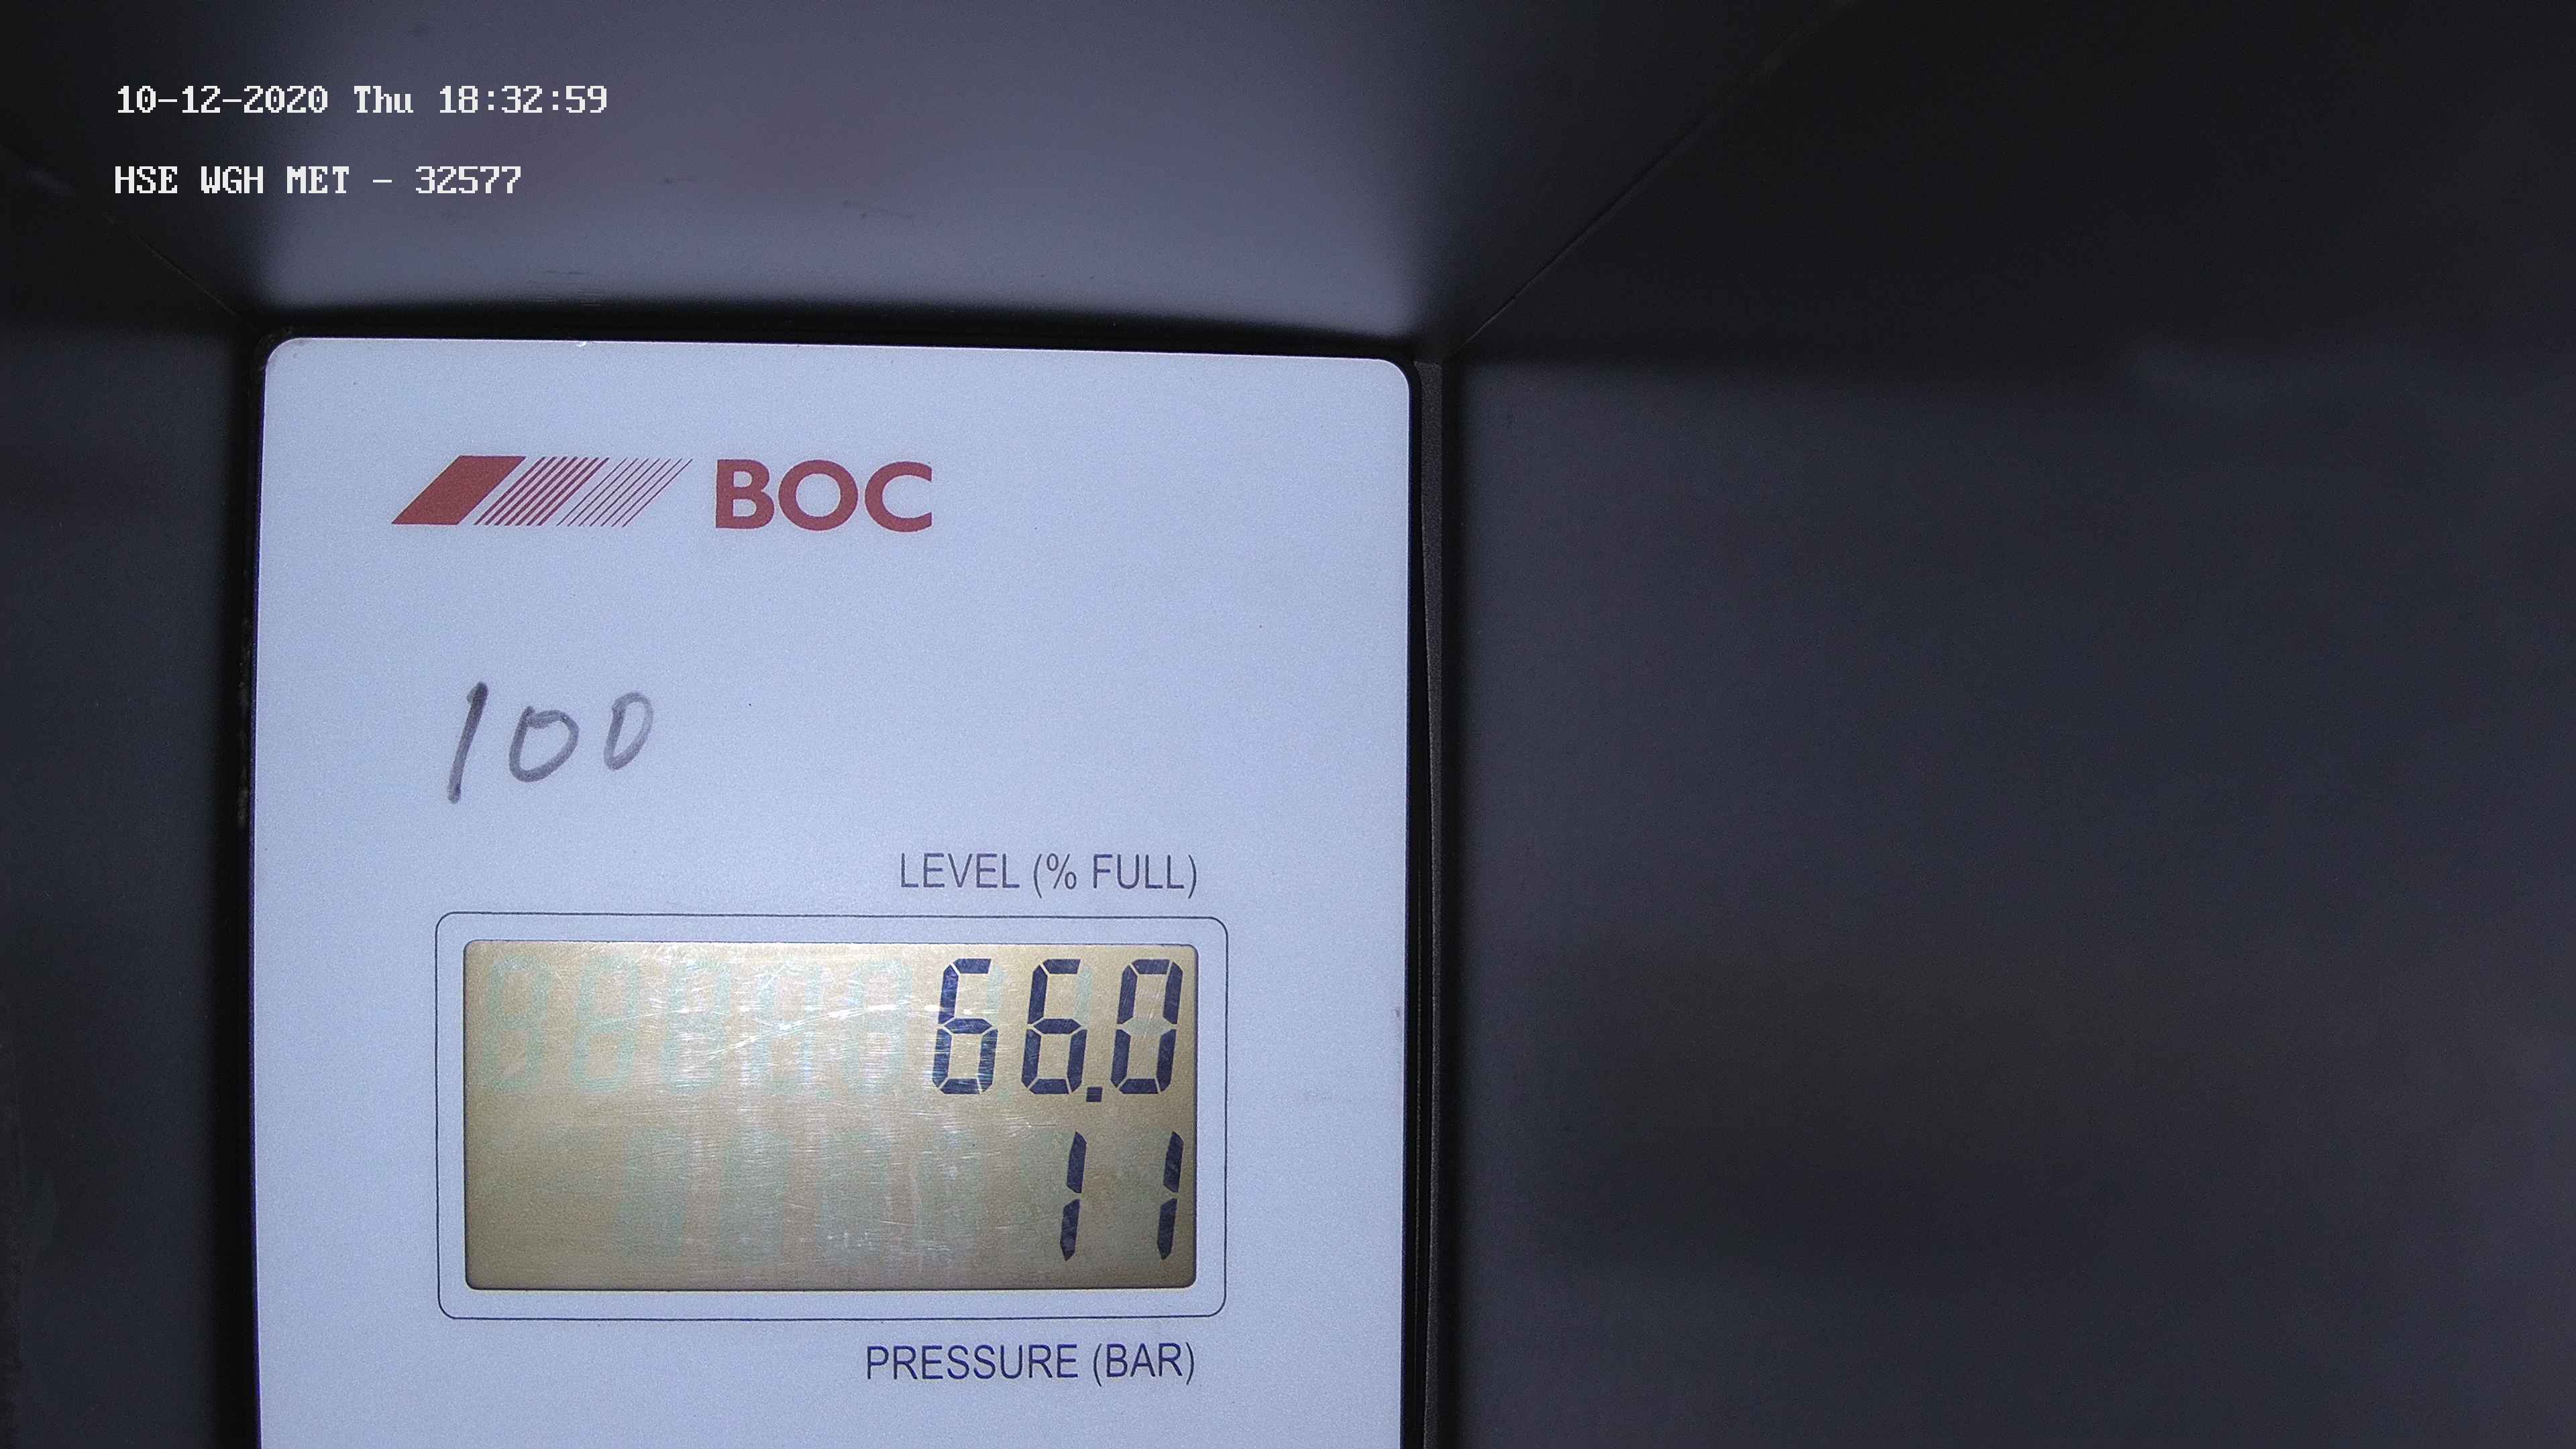 10-12-2020 Thu 18:32:59
HSE WGH MET - 32577
BOC
100
LEVEL (% FULL)
66.0
11
PRESSURE (BAR)